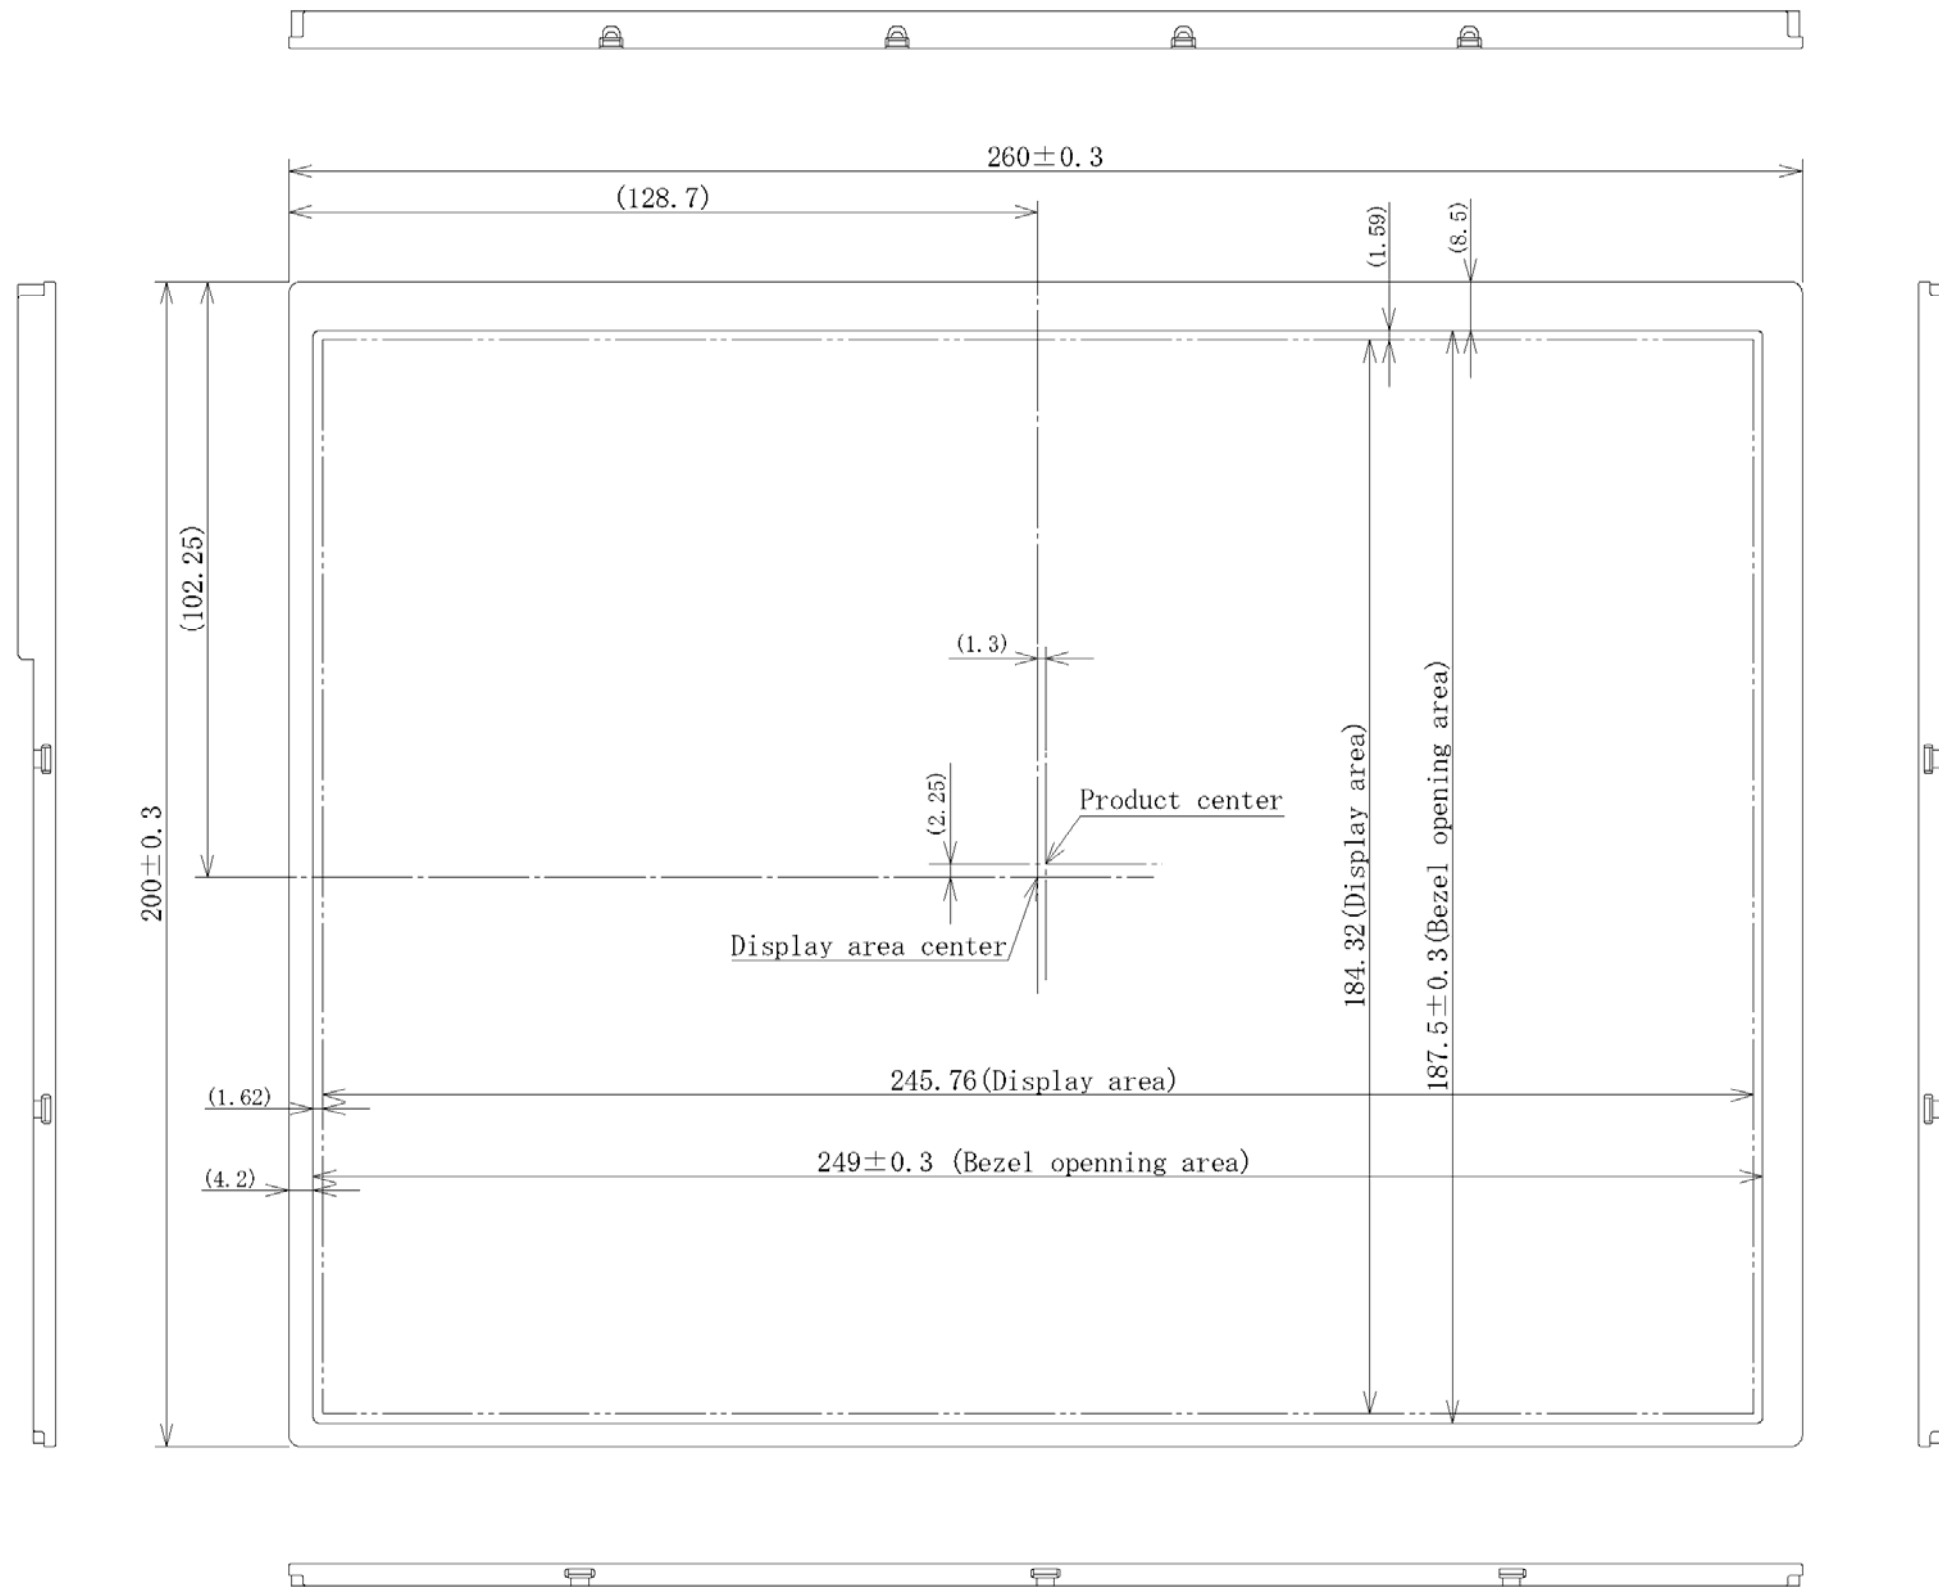 260±0.3
(128.7)
(1.59)
(8.5)
(102.25)
(1.3)
(2.25)
Product center
200±0.3
Display area center
184.32(Display area)
187.5±0.3(Bezel opening area)
245.76(Display area)
(1.62)
249±0.3 (Bezel openning area)
(4.2)